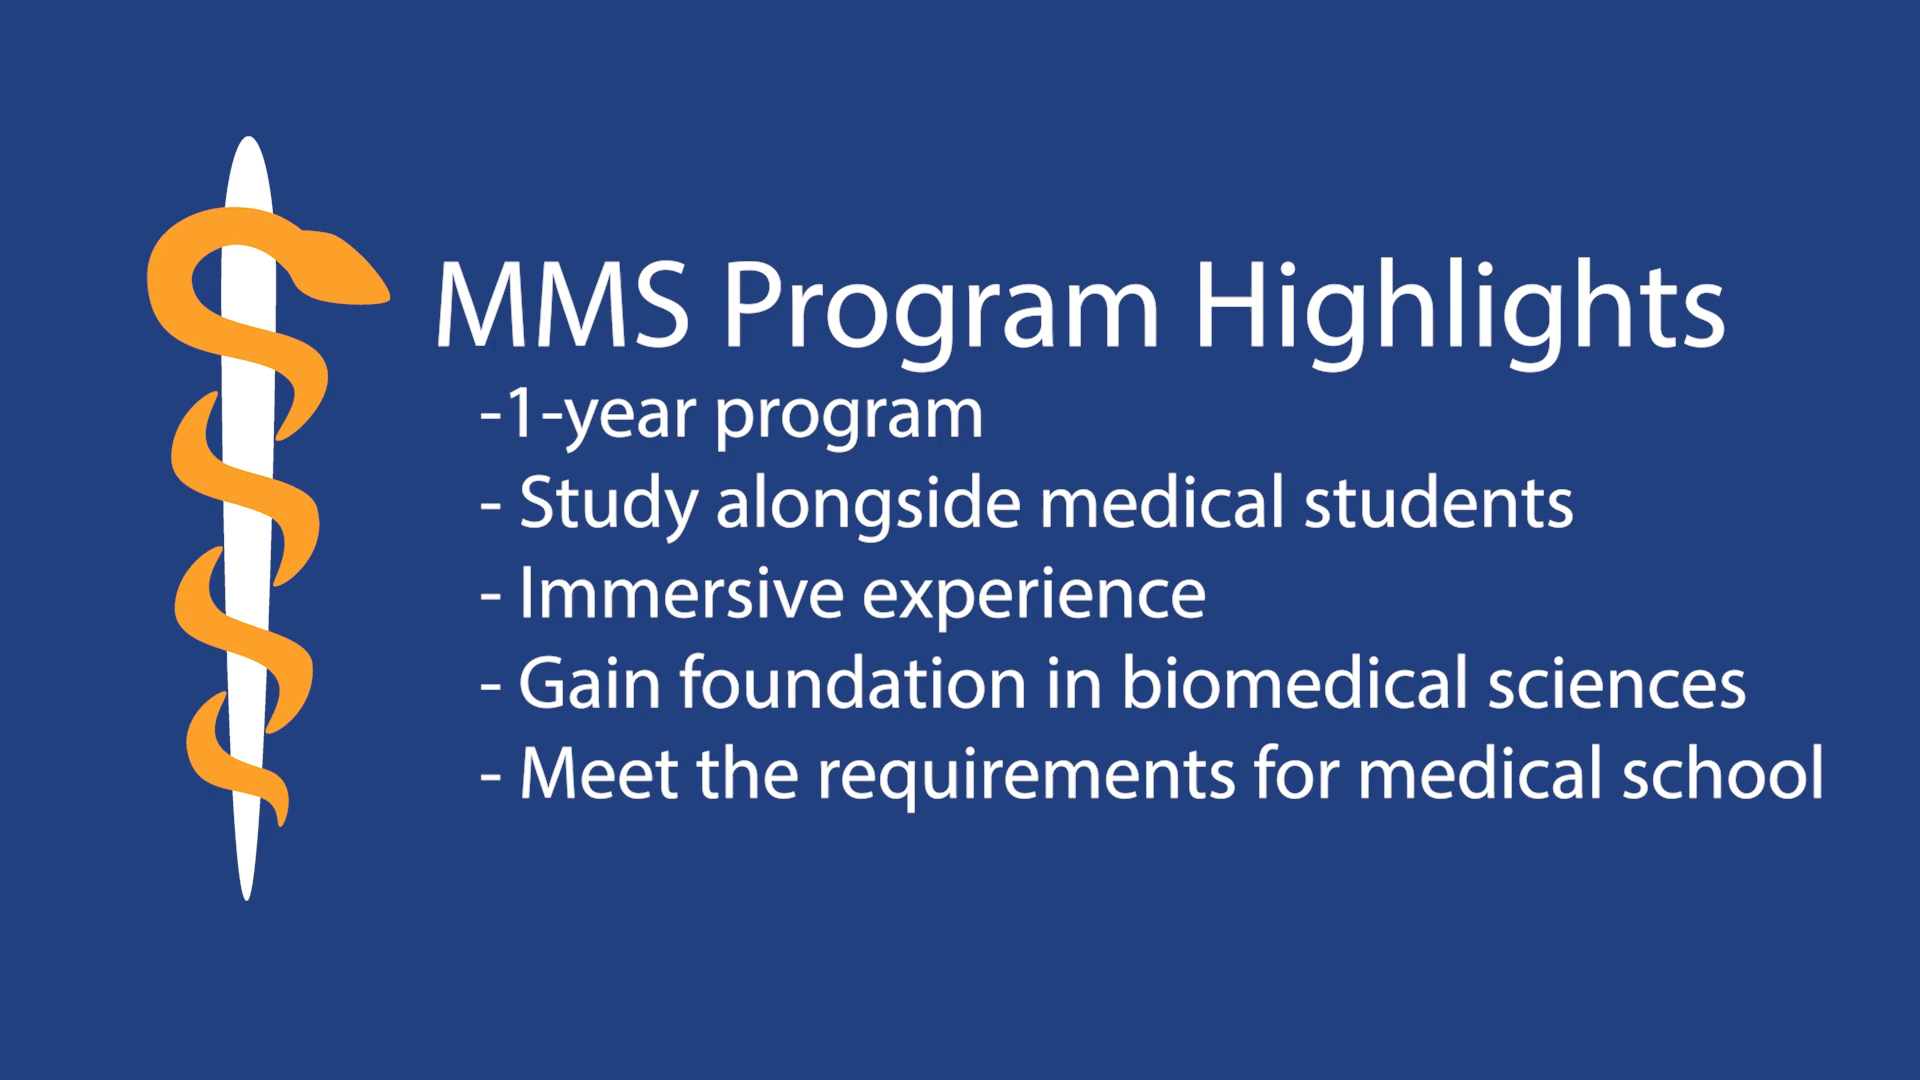 MMS Program Highlights
-1-year program
- Study alongside medical students
- Immersive experience
- Gain foundation in biomedical sciences
- Meet the requirements for medical school